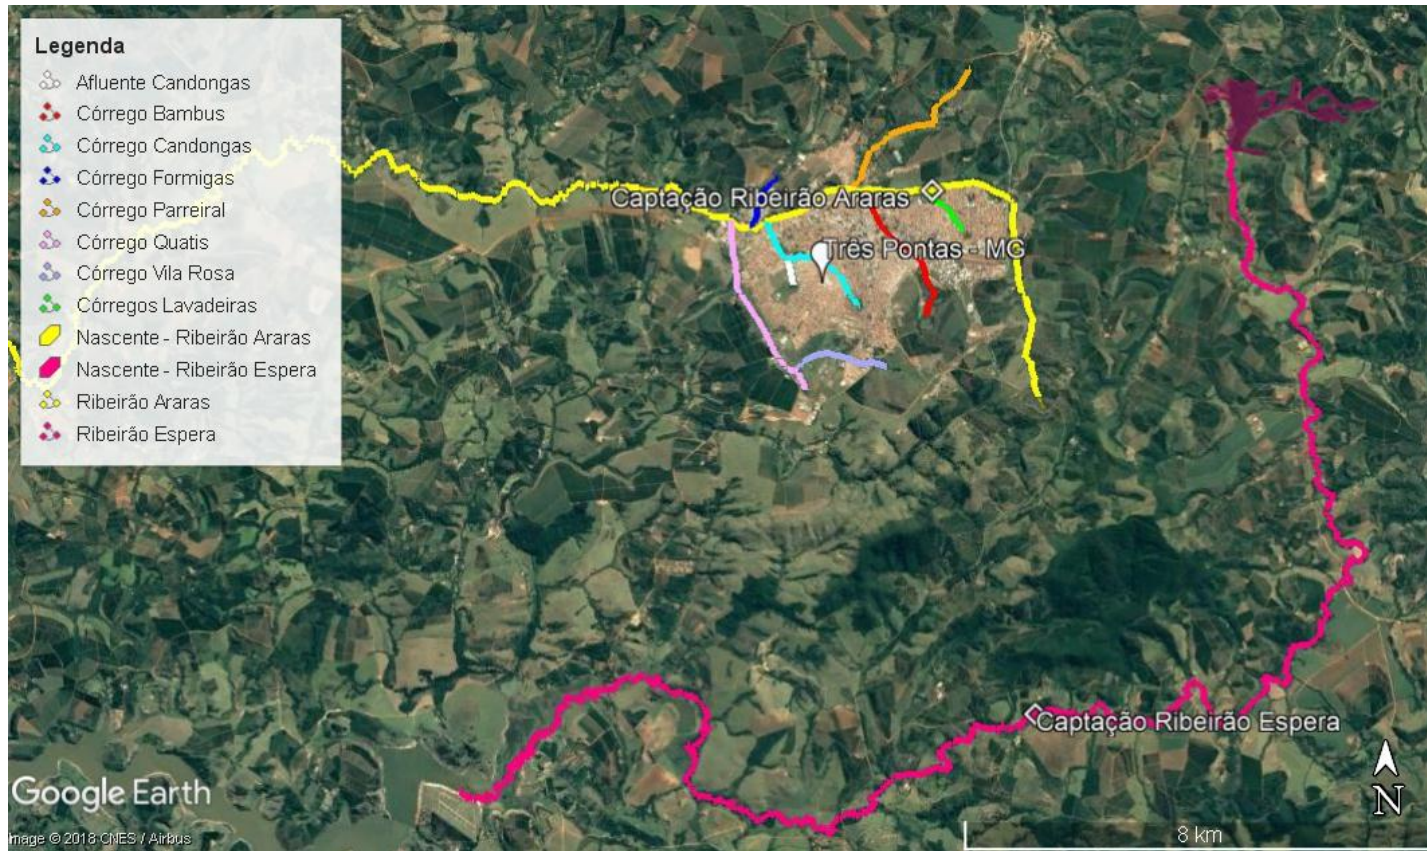 Legenda
Afluente Candongas
Córrego Bambus
Córrego Candongas
Córrego Formigas
Córrego Parreiral
Córrego Quatis
Córrego Vila Rosa
Córregos Lavadeiras
Nascente - Ribeirão Araras
Nascente - Ribeirão Espera
Ribeirão Araras
Ribeirão Espera
Captação Ribeirão Araras
Três Pontas - MG
Captação Ribeirão Espera
N
8 km
Google Earth
Image © 2018 CNES / Airbus